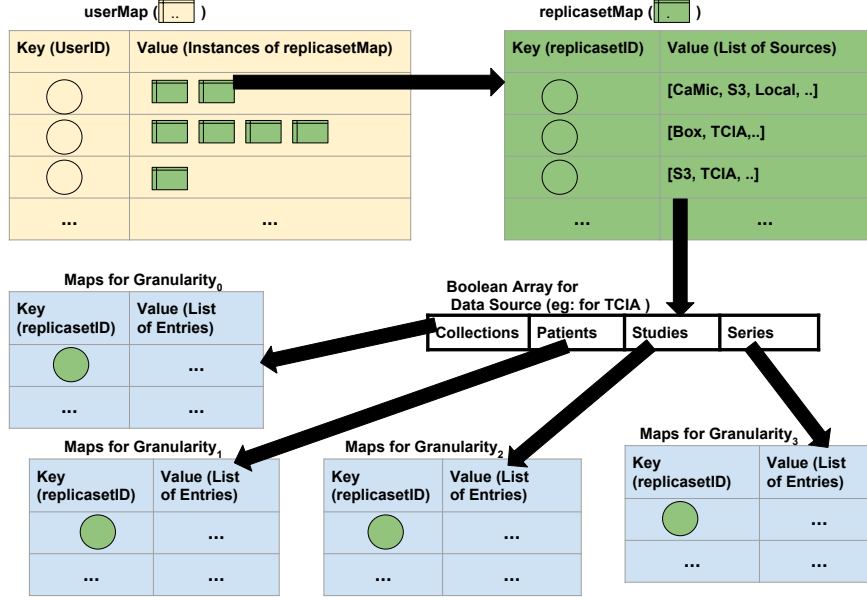 userMap ( .. )
Key (UserID) Value (Instances of replicasetMap)
... ...
replicasetMap ( . )
Key (replicasetID) Value (List of Sources)
[CaMic, S3, Local, ..]
[Box, TCIA,..]
[S3, TCIA, ..]
... ...
Boolean Array for
Data Source (eg: for TCIA )
Collections Patients Studies Series
Maps for Granularity0
Key
(replicasetID)
Value (List
of Entries)
...
... ...
Maps for Granularity1
Key
(replicasetID)
Value (List
of Entries)
...
... ...
Maps for Granularity2
Key
(replicasetID)
Value (List
of Entries)
...
... ...
Maps for Granularity3
Key
(replicasetID)
Value (List
of Entries)
...
... ...